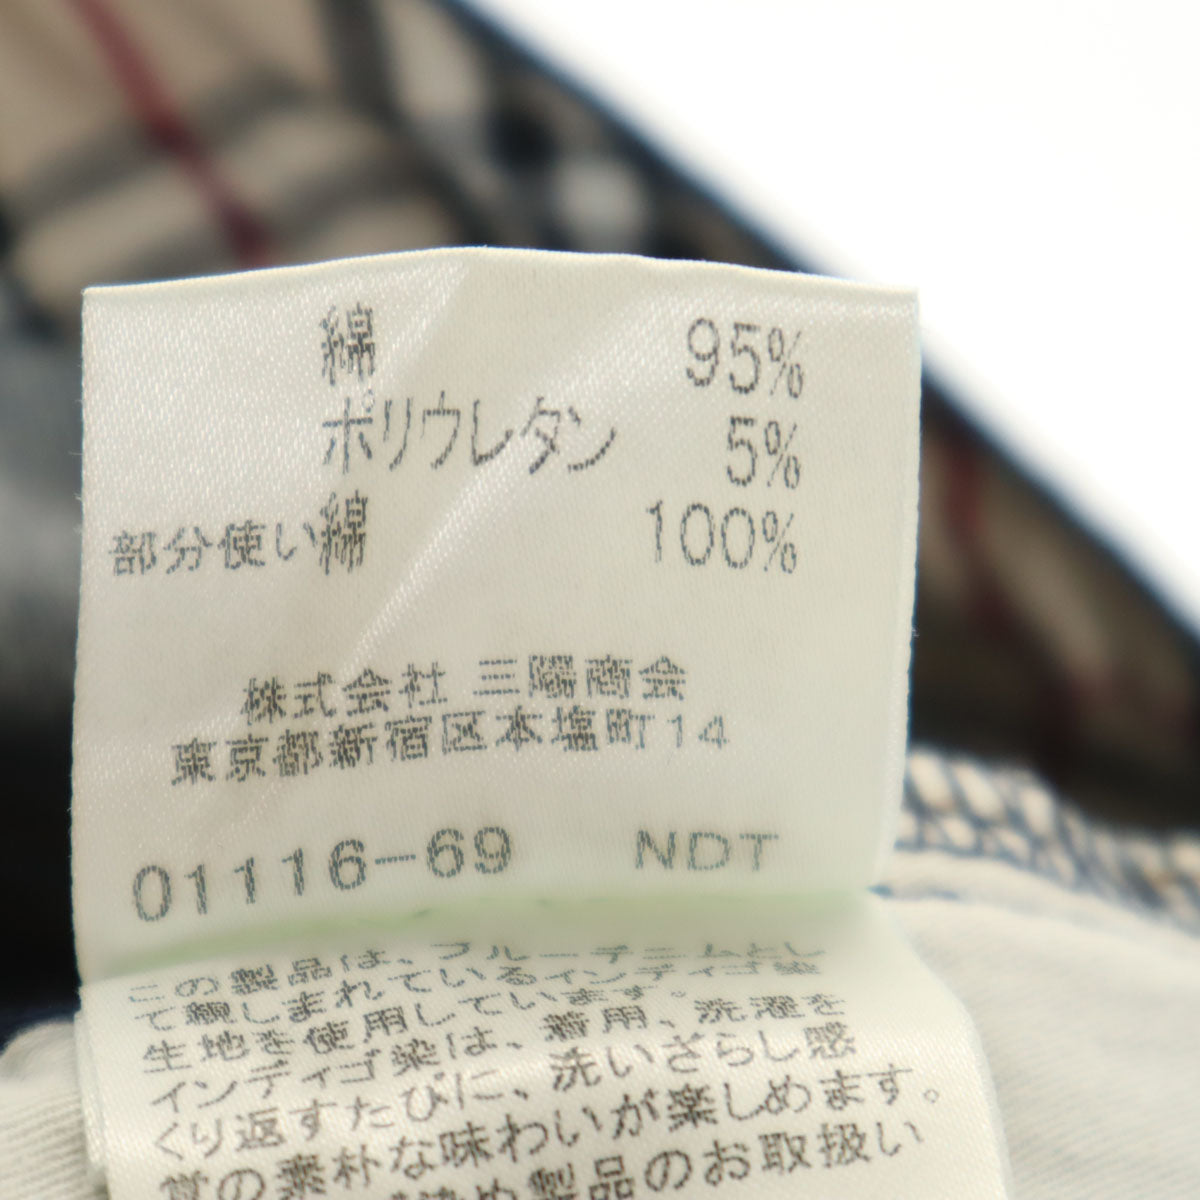 綿 95%
ポリウレタン 5%
部分使い綿 100%
株式会社 三陽商会
東京都新宿区本塩町14
01116-69 NDT
この製品は、ブルーデニムとし
て親しまれているインディゴ染
生地を使用しています。
インディゴ染は、着用、洗濯を
くり返すたびに、洗いざらし感
覚の素朴な味わいが楽しめます。
染め製品のお取扱い